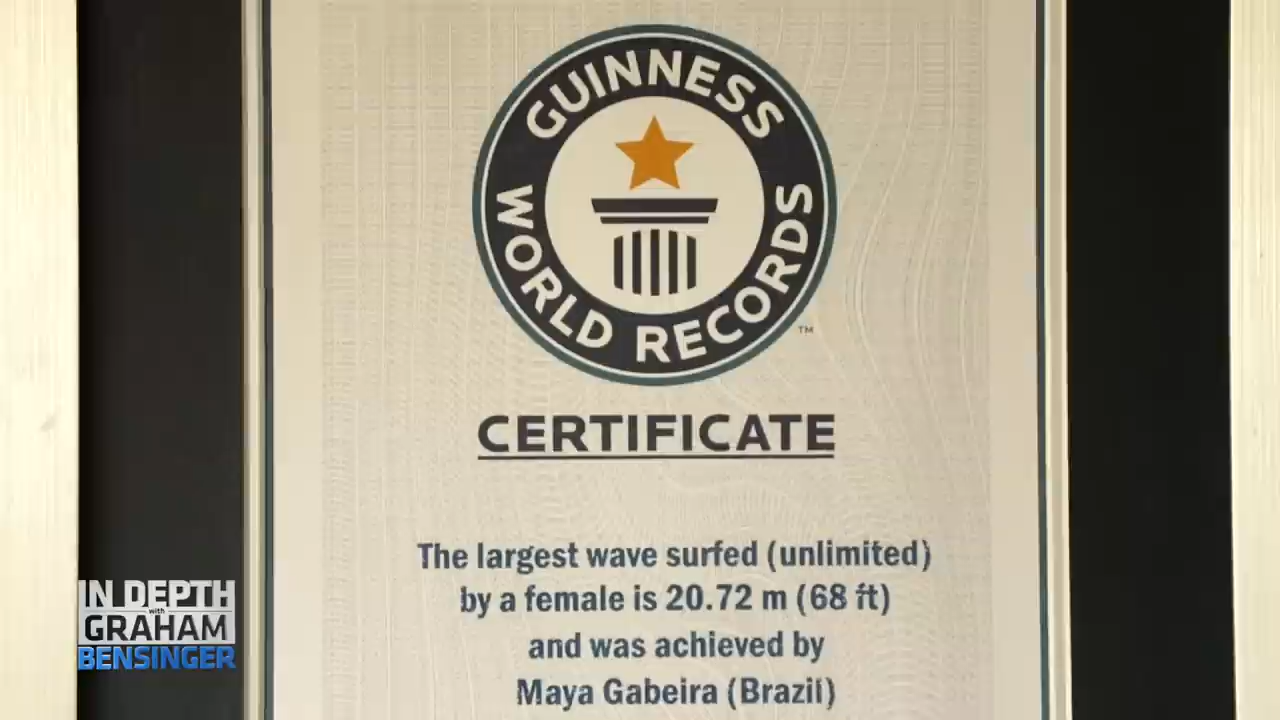 GUINNESS
WORLD RECORDS
TM
CERTIFICATE
The largest wave surfed (unlimited)
by a female is 20.72 m (68 ft)
and was achieved by
Maya Gabeira (Brazil)
IN DEPTH
with
GRAHAM
BENSINGER